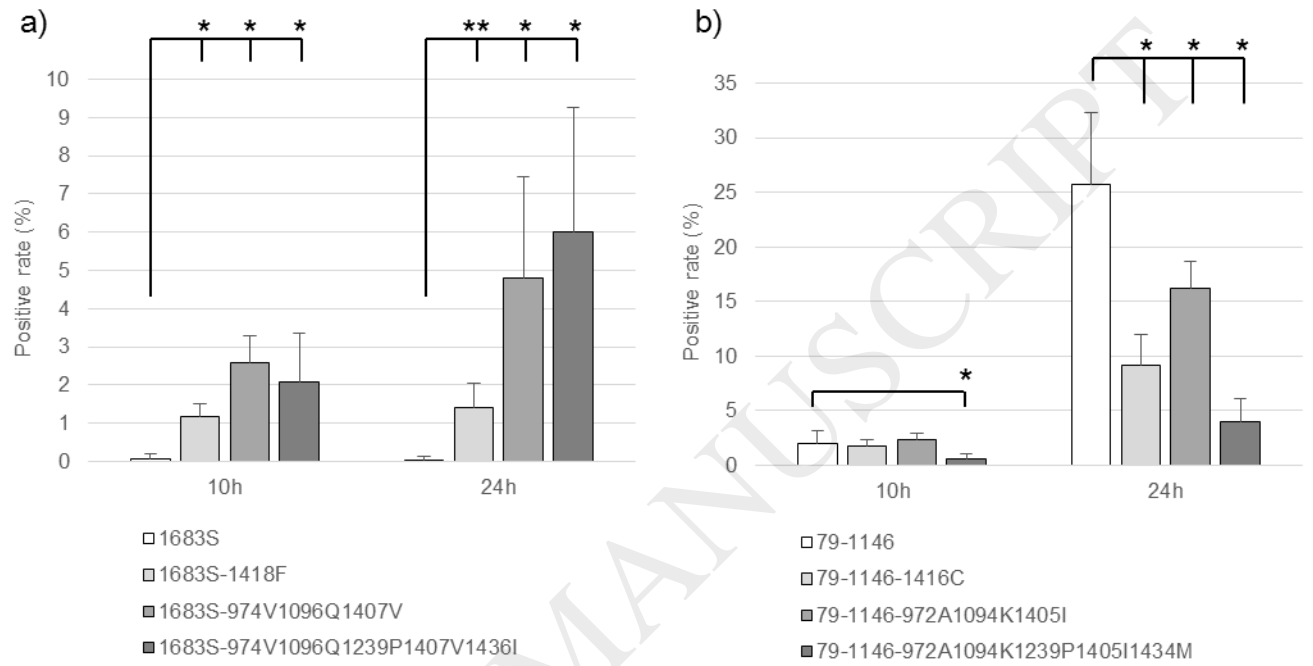 a)
* * *
** * *
10
9
8
7
6
5
4
3
2
1
0
Positive rate (%)
10h
24h
1683S
1683S-1418F
1683S-974V1096Q1407V
1683S-974V1096Q1239P1407V1436I
b)
* * *
*
35
30
25
20
15
10
5
0
Positive rate (%)
10h
24h
79-1146
79-1146-1416C
79-1146-972A1094K1405I
79-1146-972A1094K1239P1405I1434M
MANUSCRIPT